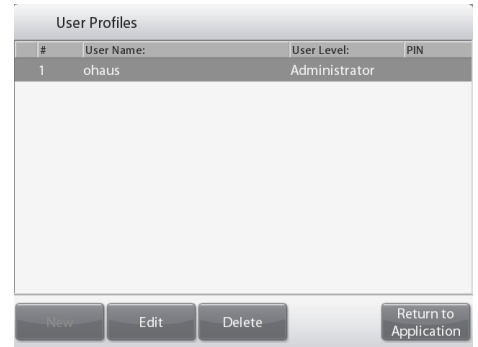 User Profiles
# User Name: User Level: PIN
1 ohaus Administrator
New Edit Delete Return to
Application